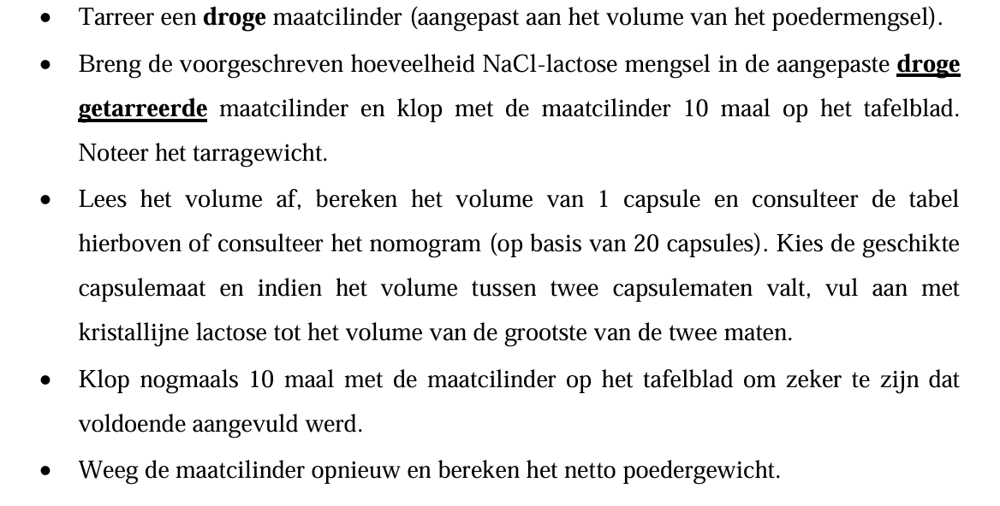 • Tarreer een droge maatcilinder (aangepast aan het volume van het poedermengsel).
• Breng de voorgeschreven hoeveelheid NaCl-lactose mengsel in de aangepaste droge
getarreerde maatcilinder en klop met de maatcilinder 10 maal op het tafelblad.
Noteer het tarragewicht.
• Lees het volume af, bereken het volume van 1 capsule en consulteer de tabel
hierboven of consulteer het nomogram (op basis van 20 capsules). Kies de geschikte
capsulemaat en indien het volume tussen twee capsulematen valt, vul aan met
kristallijne lactose tot het volume van de grootste van de twee maten.
• Klop nogmaals 10 maal met de maatcilinder op het tafelblad om zeker te zijn dat
voldoende aangevuld werd.
• Weeg de maatcilinder opnieuw en bereken het netto poedergewicht.